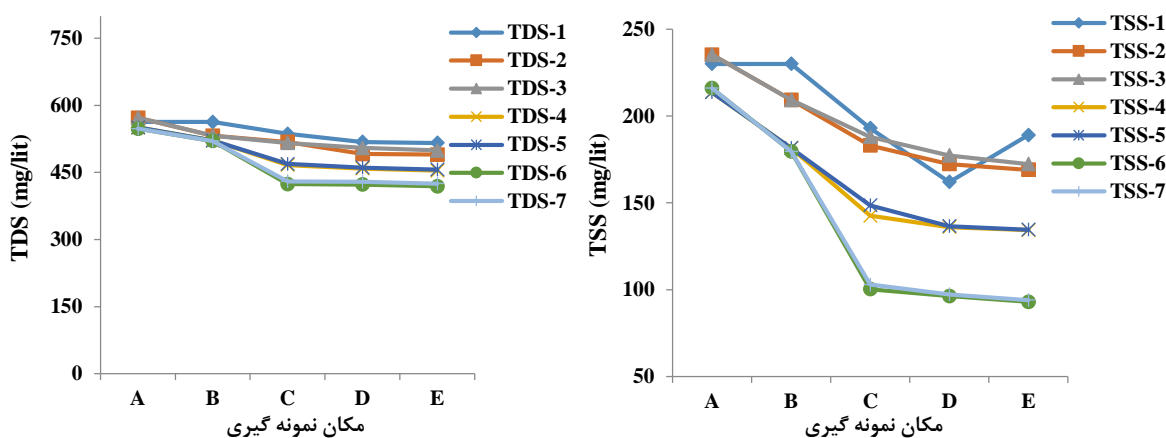 TDS (mg/lit)
750
600
450
300
150
0
A B C D E
مکان نمونه گیری
TDS-1
TDS-2
TDS-3
TDS-4
TDS-5
TDS-6
TDS-7
TSS (mg/lit)
250
200
150
100
50
A B C D E
مکان نمونه گیری
TSS-1
TSS-2
TSS-3
TSS-4
TSS-5
TSS-6
TSS-7